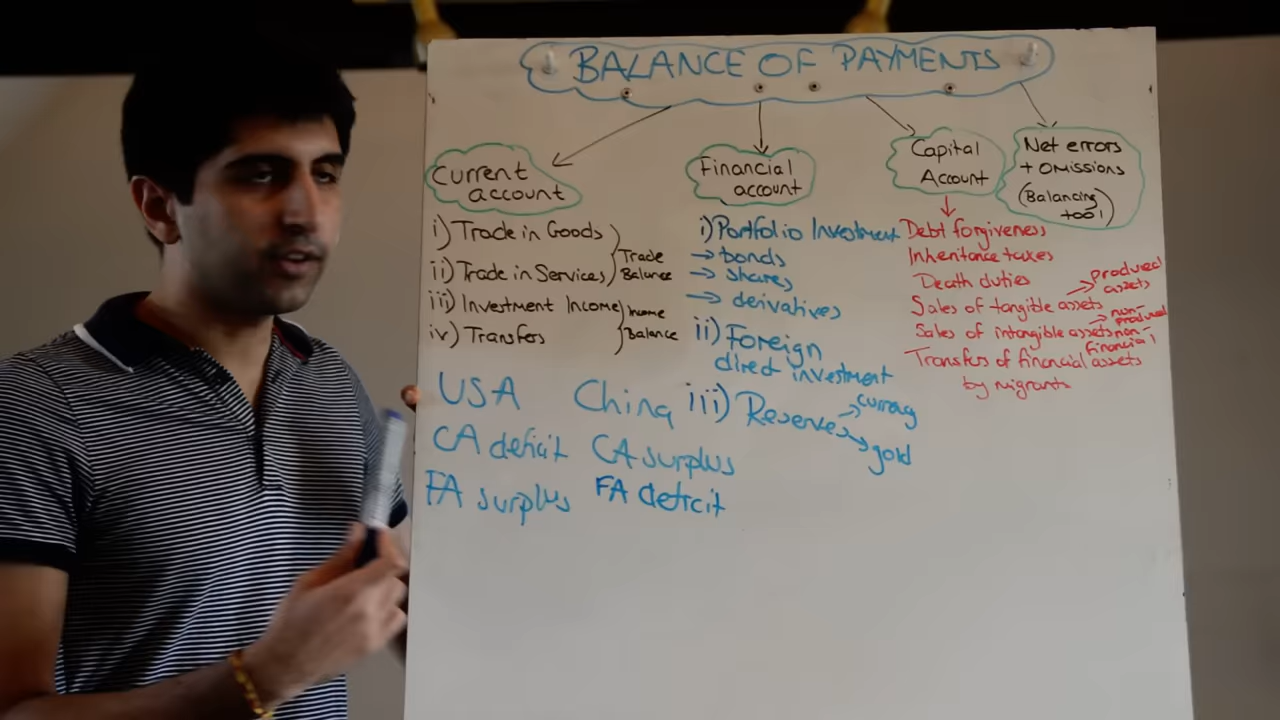 BALANCE OF PAYMENTS
Current
account
i) Trade in Goods
ii) Trade in Services
Trade
Balance
iii) Investment Income
iv) Transfers
Income
Balance
USA
CA deficit
FA surplus
China
CA surplus
FA deficit
Financial
account
i) Portfolio Investment
→ bonds
→ shares
→ derivatives
ii) Foreign
direct investment
iii) Reserves
→ currency
→ gold
Capital
Account
Debt forgiveness
Inheritance taxes
Death duties
Sales of tangible assets
→ produced
assets
Sales of intangible assets
→ non-
produced
non-
financial
Transfers of financial assets
by migrants
Net errors
+ OMISSIONS
(Balancing
tool)